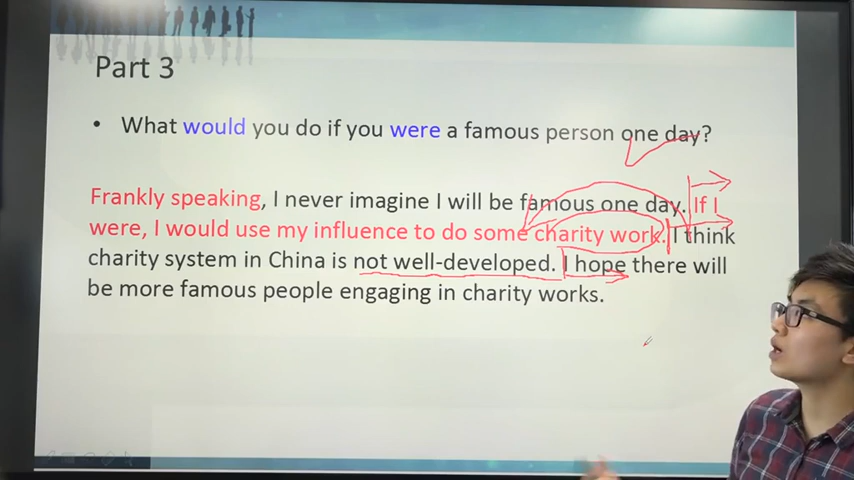 Part 3
• What would you do if you were a famous person one day?
Frankly speaking, I never imagine I will be famous one day. If I
were, I would use my influence to do some charity work. I think
charity system in China is not well-developed. I hope there will
be more famous people engaging in charity works.